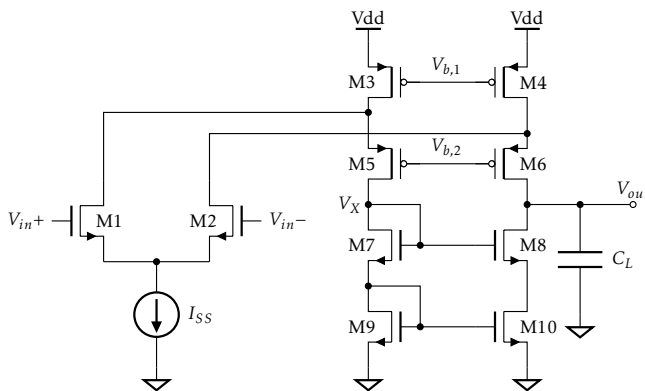 Vdd Vdd
M3 V_{b,1} M4
M5 V_{b,2} M6
V_{in}+ M1 M2 V_{in}− V_X V_{ou}
M7 M8 C_L
I_{SS}
M9 M10